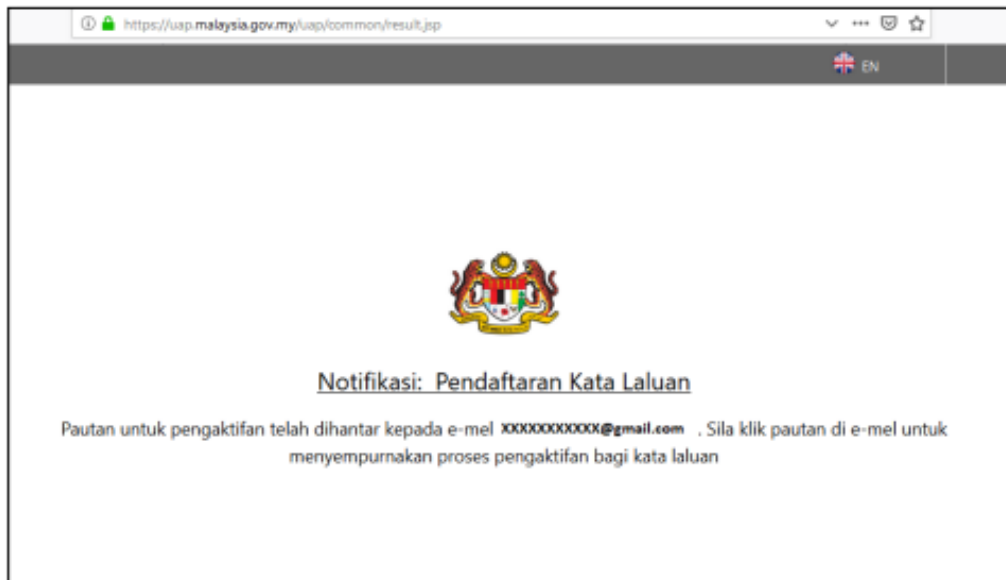 https://uap.malaysia.gov.my/uap/common/result.jsp
EN
Notifikasi: Pendaftaran Kata Laluan
Pautan untuk pengaktifan telah dihantar kepada e-mel XXXXXXXXXXX@gmail.com . Sila klik pautan di e-mel untuk
menyempurnakan proses pengaktifan bagi kata laluan